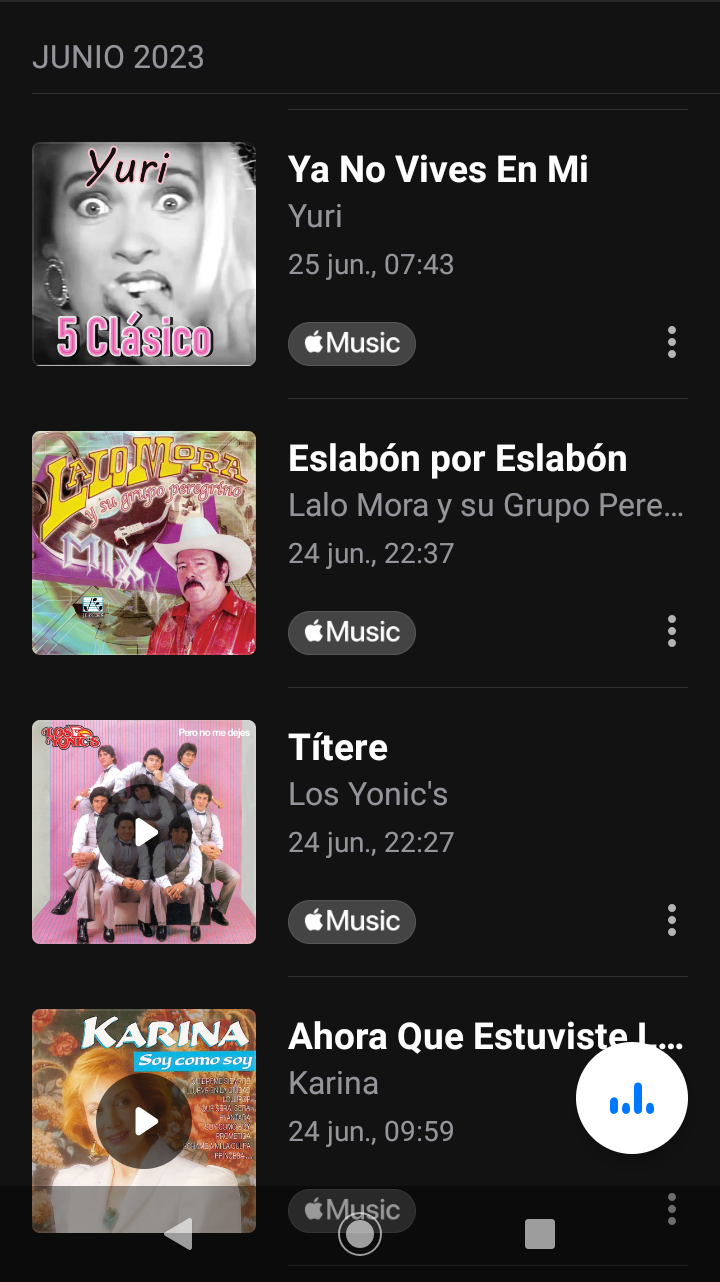 JUNIO 2023
Yuri
5 Clásico
Ya No Vives En Mi
Yuri
25 jun., 07:43
Music
LALO MORA
y su grupo peregrino
MIX
Eslabón por Eslabón
Lalo Mora y su Grupo Pere...
24 jun., 22:37
Music
LOS YONIC'S
Pero no me dejes
Títere
Los Yonic's
24 jun., 22:27
Music
KARINA
Soy como soy
Ahora Que Estuviste L...
Karina
24 jun., 09:59
Music